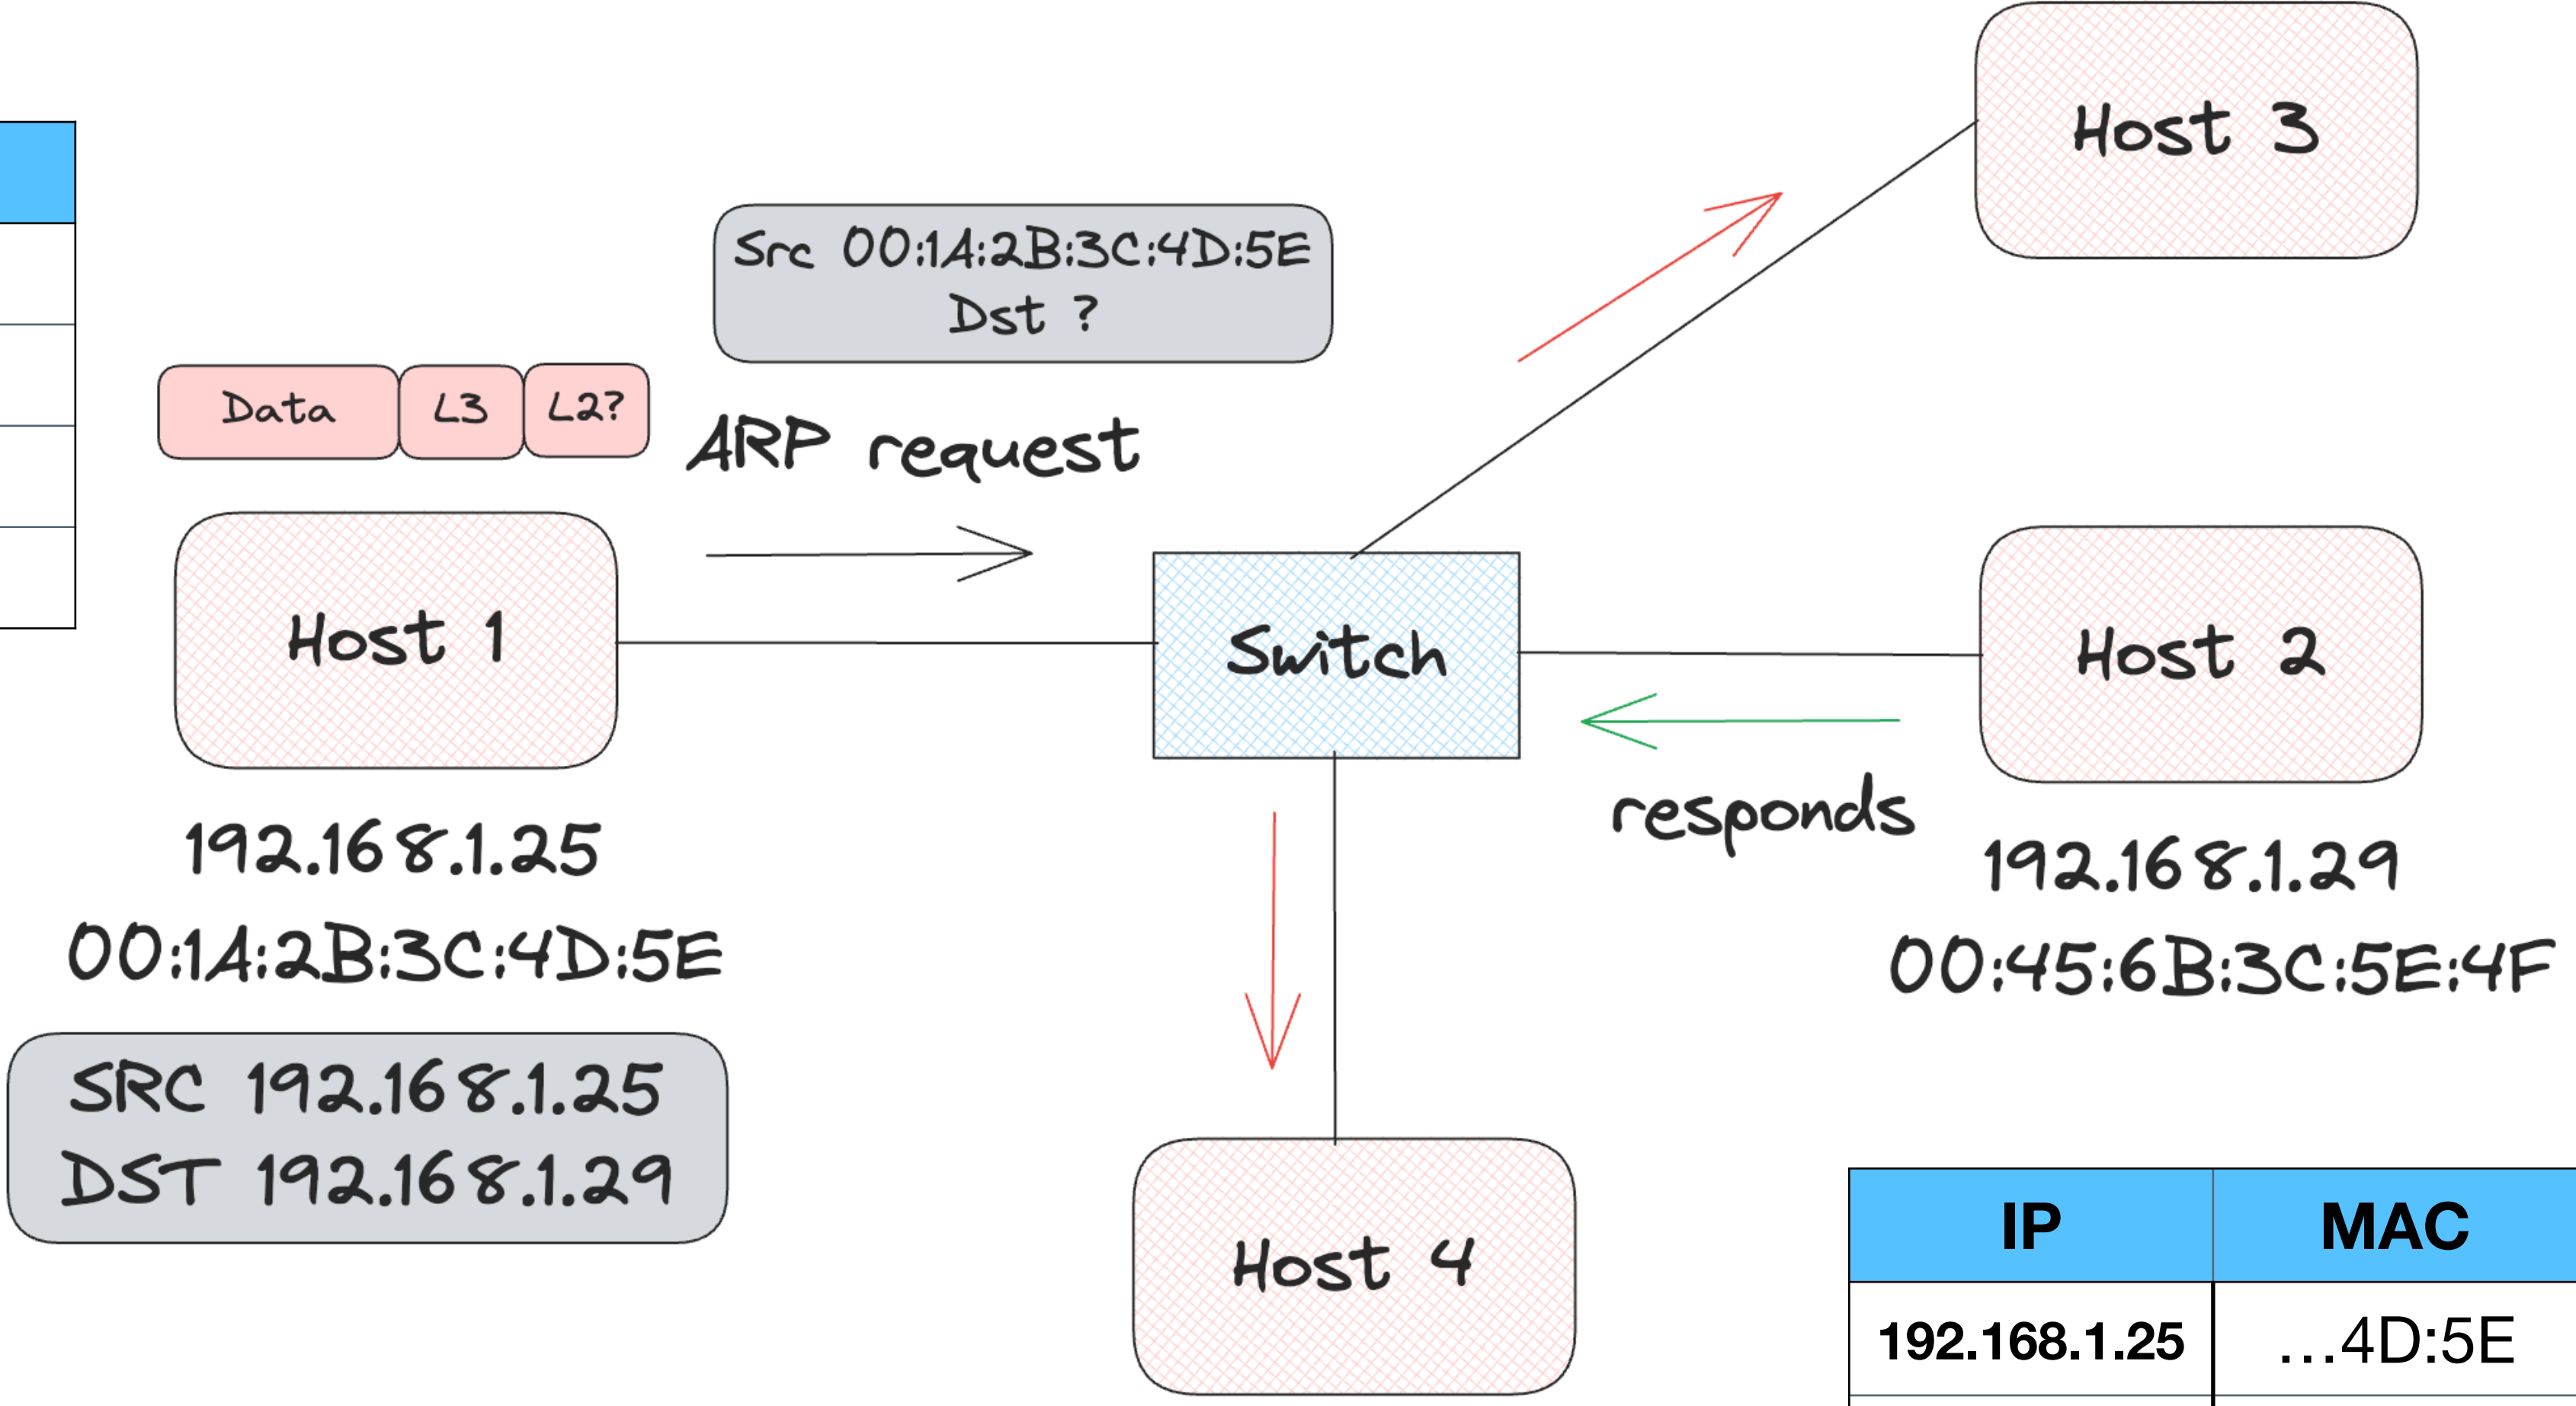 Host 3
Src 00:1A:2B:3C:4D:5E
Dst ?
Data L3 L2?
ARP request
Host 1
Switch
Host 2
responds
192.168.1.25
00:1A:2B:3C:4D:5E
192.168.1.29
00:45:6B:3C:5E:4F
SRC 192.168.1.25
DST 192.168.1.29
Host 4
IP MAC
192.168.1.25 ...4D:5E